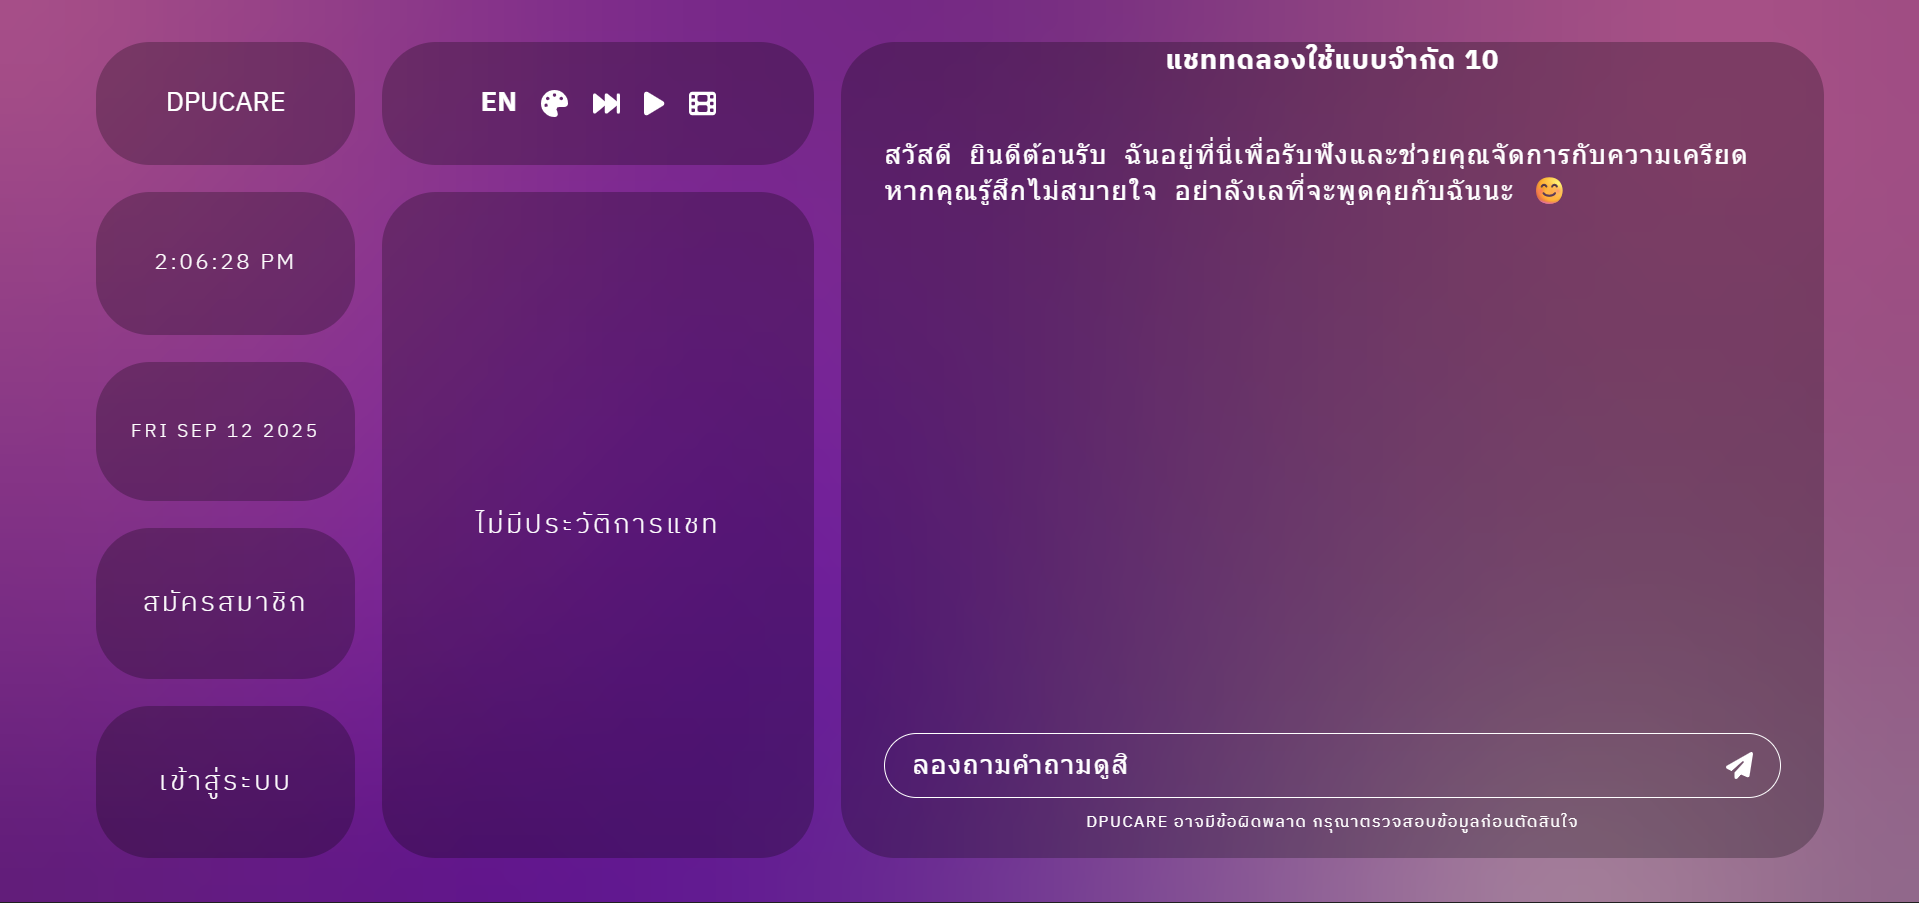 DPUCARE
2:06:28 PM
FRI SEP 12 2025
สมัครสมาชิก
เข้าสู่ระบบ
EN
ไม่มีประวัติการแชท
แชททดลองใช้แบบจำกัด 10
สวัสดี ยินดีต้อนรับ ฉันอยู่ที่นี่เพื่อรับฟังและช่วยคุณจัดการกับความเครียด
หากคุณรู้สึกไม่สบายใจ อย่าลังเลที่จะพูดคุยกับฉันนะ 😊
ลองถามคำถามดูสิ
DPUCARE อาจมีข้อผิดพลาด กรุณาตรวจสอบข้อมูลก่อนตัดสินใจ